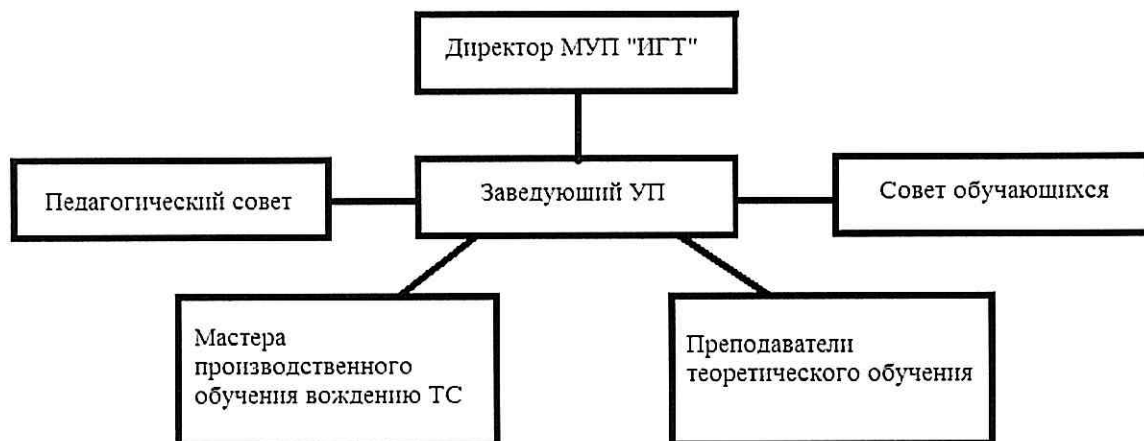 Директор МУП "ИГТ"
Педагогический совет
Заведующий УП
Совет обучающихся
Мастера
производственного
обучения вождению ТС
Преподаватели
теоретического обучения